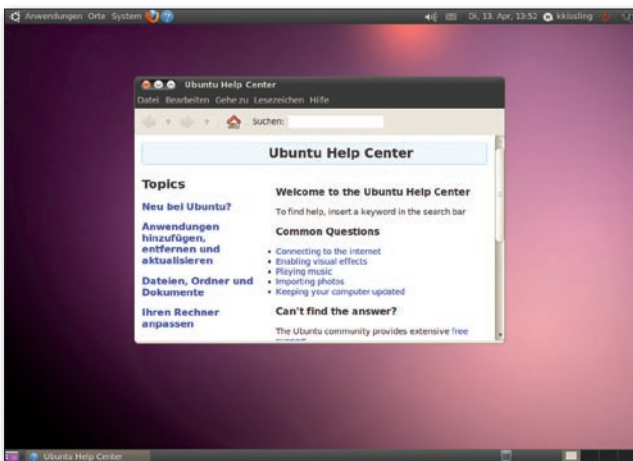 Anwendungen Orte System
Di, 13. Apr, 13:52 kkissling
Ubuntu Help Center
Datei Bearbeiten Gehe zu Lesezeichen Hilfe
Suchen:
Ubuntu Help Center
Topics
Neu bei Ubuntu?
Anwendungen
hinzufügen,
entfernen und
aktualisieren
Dateien, Ordner und
Dokumente
Ihren Rechner
anpassen
Welcome to the Ubuntu Help Center
To find help, insert a keyword in the search bar
Common Questions
• Connecting to the internet
• Enabling visual effects
• Playing music
• Importing photos
• Keeping your computer updated
Can't find the answer?
The Ubuntu community provides extensive free
Ubuntu Help Center